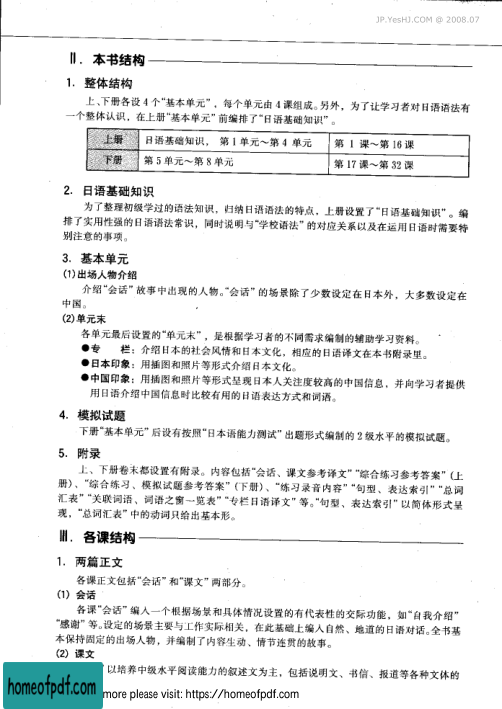 JP.YesHJ.COM @ 2008.07
Ⅱ. 本书结构
1. 整体结构
上、下册各设4个“基本单元”，每个单元由4课组成。另外，为了让学习者对日语语法有
一个整体认识，在上册“基本单元”前编排了“日语基础知识”。
上册 日语基础知识， 第1单元～第4单元 第1课～第16课
下册 第5单元～第8单元 第17课～第32课
2. 日语基础知识
为了整理初级学过的语法知识，归纳日语语法的特点，上册设置了“日语基础知识”。编
排了实用性强的日语语法常识，同时说明与“学校语法”的对应关系以及在运用日语时需要特
别注意的事项。
3. 基本单元
(1)出场人物介绍
介绍“会话”故事中出现的人物。“会话”的场景除了少数设定在日本外，大多数设定在
中国。
(2)单元末
各单元最后设置的“单元末”，是根据学习者的不同需求编制的辅助学习资料。
●专 栏：介绍日本的社会风情和日本文化，相应的日语译文在本书附录里。
●日本印象：用插图和照片等形式介绍日本文化。
●中国印象：用插图和照片等形式呈现日本人关注度较高的中国信息，并向学习者提供
用日语介绍中国信息时比较有用的日语表达方式和词语。
4. 模拟试题
下册“基本单元”后设有按照“日本语能力测试”出题形式编制的2级水平的模拟试题。
5. 附录
上、下册卷末都设置有附录。内容包括“会话、课文参考译文”“综合练习参考答案”(上
册)、“综合练习、模拟试题参考答案”(下册)、“练习录音内容”“句型、表达索引”“总词
汇表”“关联词语、词语之窗一览表”“专栏日语译文”等。“句型、表达索引”以简体形式呈
现，“总词汇表”中的动词只给出基本形。
Ⅲ. 各课结构
1. 两篇正文
各课正文包括“会话”和“课文”两部分。
(1) 会话
各课“会话”编入一个根据场景和具体情况设置的有代表性的交际功能，如“自我介绍”
“感谢”等。设定的场景主要与工作实际相关，在此基础上编入自然、地道的日语对话。全书基
本保持固定的出场人物，并编制了内容生动、情节连贯的故事。
(2) 课文
”以培养中级水平阅读能力的叙述文为主，包括说明文、书信、报道等各种文体的
homeofpdf.com
more please visit: https://homeofpdf.com